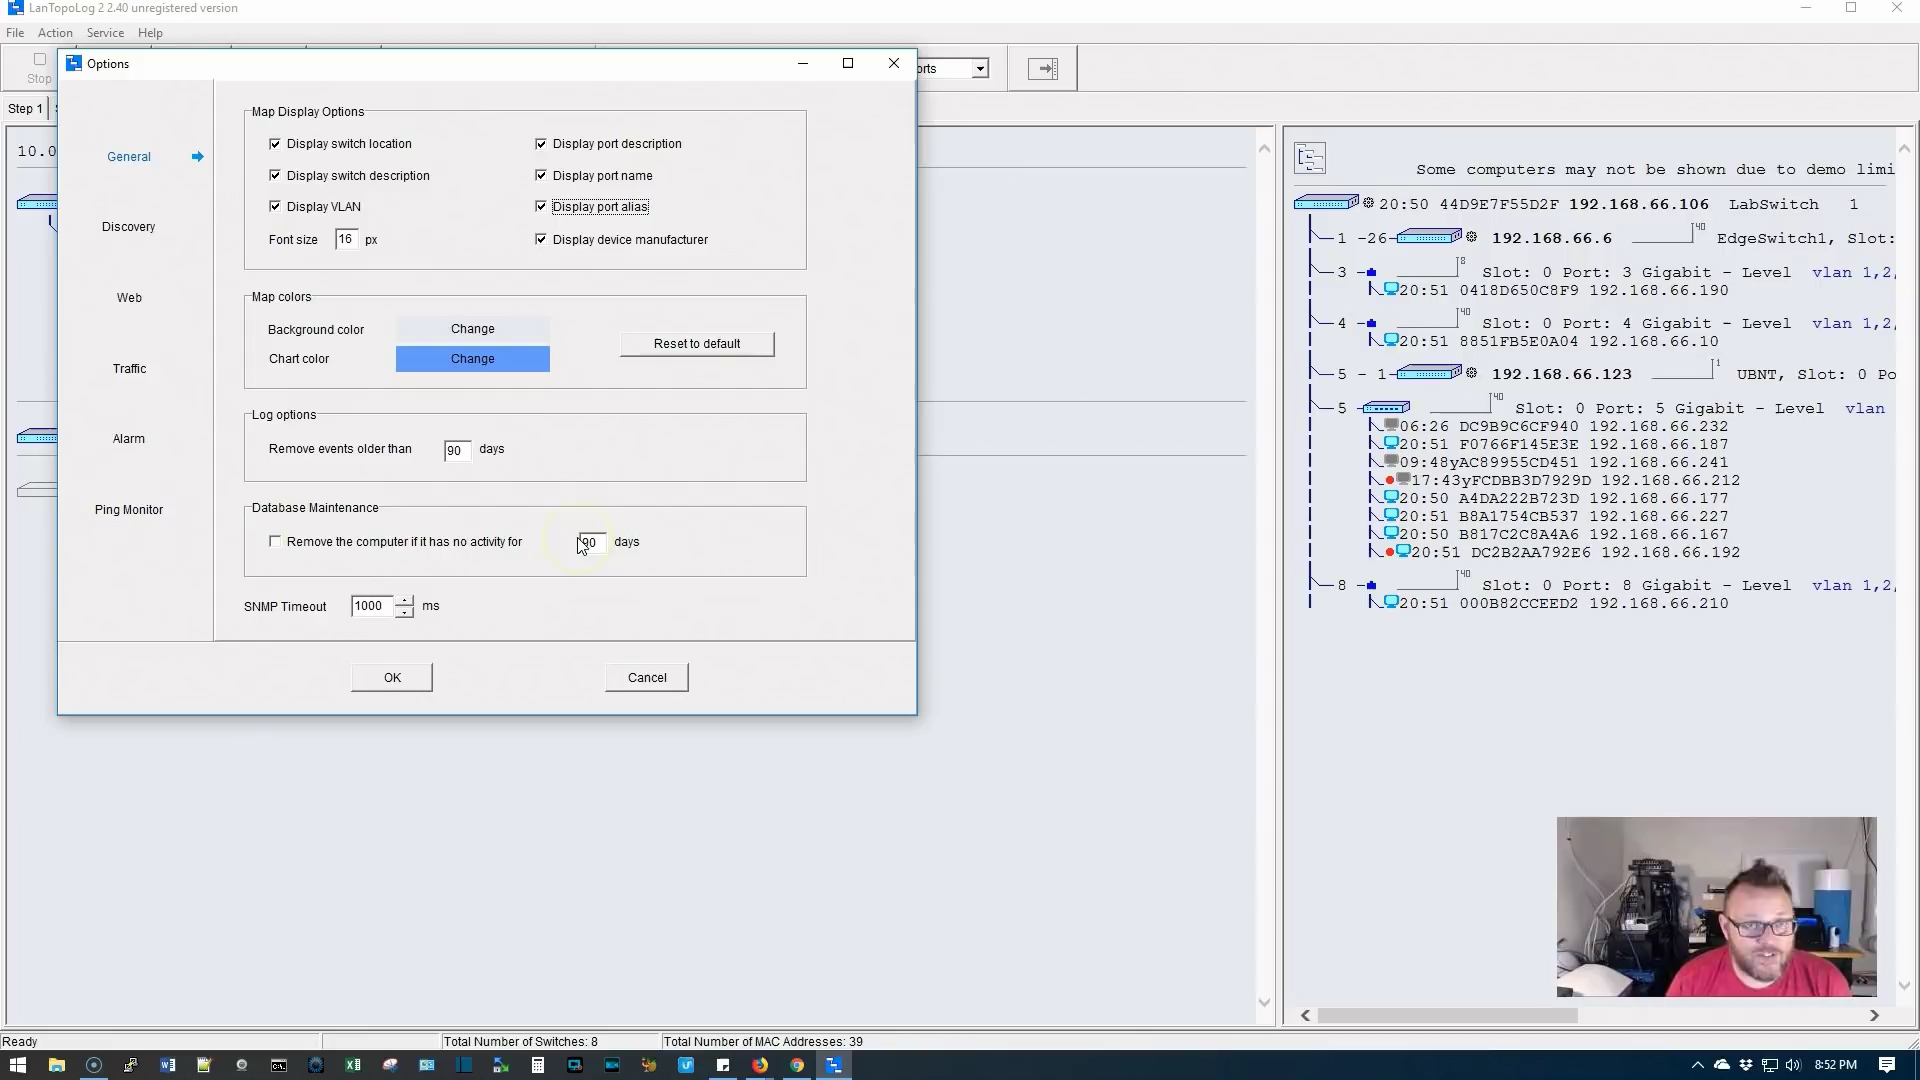 LanTopoLog 2 2.40 unregistered version
File Action Service Help
Stop
orts
Step 1
Options
General
Discovery
Web
Traffic
Alarm
Ping Monitor
Map Display Options
Display switch location
Display port description
Display switch description
Display port name
Display VLAN
Display port alias
Font size 16 px
Display device manufacturer
Map colors
Background color Change
Chart color Change
Reset to default
Log options
Remove events older than 90 days
Database Maintenance
Remove the computer if it has no activity for 90 days
SNMP Timeout 1000 ms
OK Cancel
10.0
Some computers may not be shown due to demo limi
20:50 44D9E7F55D2F 192.168.66.106 LabSwitch 1
1 -26- 192.168.66.6 40 EdgeSwitch1, Slot:
3 8 Slot: 0 Port: 3 Gigabit - Level vlan 1,2,
20:51 0418D650C8F9 192.168.66.190
4 40 Slot: 0 Port: 4 Gigabit - Level vlan 1,2,
20:51 8851FB5E0A04 192.168.66.10
5 - 1- 192.168.66.123 1 UBNT, Slot: 0 Po
5 40 Slot: 0 Port: 5 Gigabit - Level vlan
06:26 DC9B9C6CF940 192.168.66.232
20:51 F0766F145E3E 192.168.66.187
09:48yAC89955CD451 192.168.66.241
17:43yFCDBB3D7929D 192.168.66.212
20:50 A4DA222B723D 192.168.66.177
20:51 B8A1754CB537 192.168.66.227
20:50 B817C2C8A4A6 192.168.66.167
20:51 DC2B2AA792E6 192.168.66.192
8 40 Slot: 0 Port: 8 Gigabit - Level vlan 1,2,
20:51 000B82CCEED2 192.168.66.210
Ready
Total Number of Switches: 8
Total Number of MAC Addresses: 39
8:52 PM